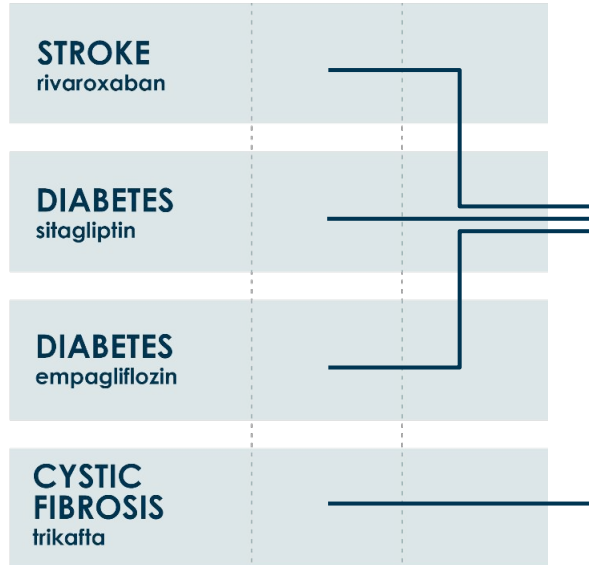 STROKE
rivaroxaban
DIABETES
sitagliptin
DIABETES
empagliflozin
CYSTIC
FIBROSIS
trikafta